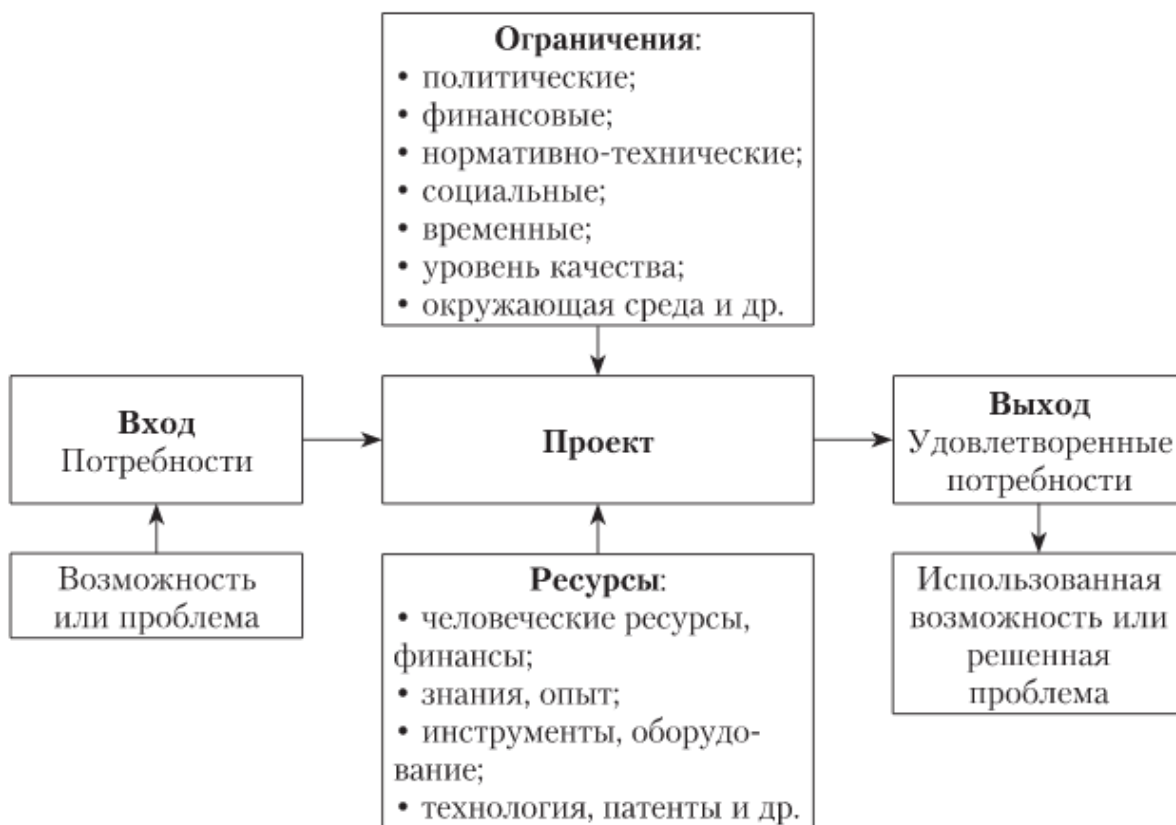 Ограничения:
• политические;
• финансовые;
• нормативно-технические;
• социальные;
• временные;
• уровень качества;
• окружающая среда и др.
Вход
Потребности
Проект
Выход
Удовлетворенные
потребности
Возможность
или проблема
Ресурсы:
• человеческие ресурсы,
финансы;
• знания, опыт;
• инструменты, оборудо-
вание;
• технология, патенты и др.
Использованная
возможность или
решенная
проблема